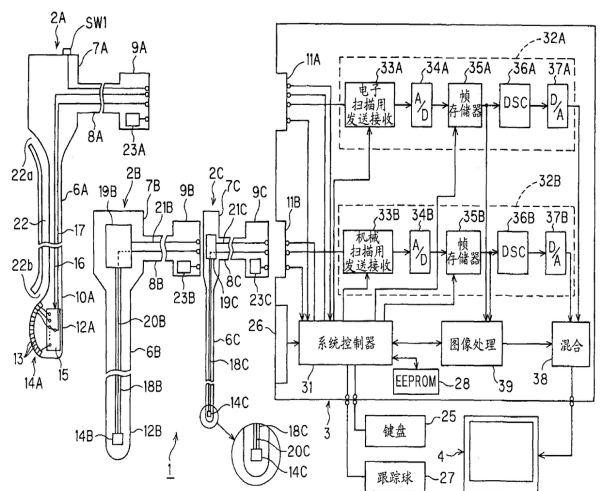 2A
SW1
7A
9A
8A
23A
22a
22
22b
6A
17
16
10A
12A
13
14A
15
2B
19B
7B
21B
9B
8B
23B
20B
6B
18B
14B
12B
2C
7C
21C
9C
8C
19C
23C
6C
18C
14C
18C
20C
14C
1
11A
11B
26
32A
33A
34A
35A
36A
37A
电子
扫描用
发送接收
A/D
帧
存储器
DSC
D/A
32B
33B
34B
35B
36B
37B
机械
扫描用
发送接收
A/D
帧
存储器
DSC
D/A
系统控制器
图像处理
混合
31
EEPROM
28
39
38
3
键盘
25
跟踪球
27
4